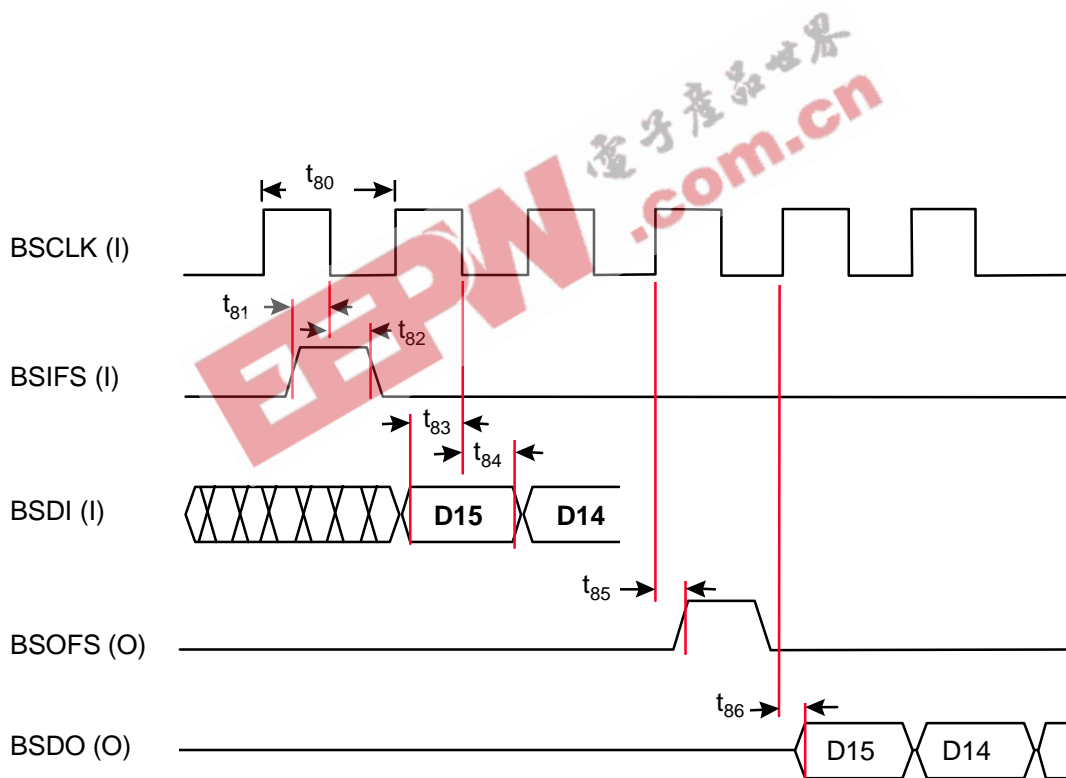 電子產品世界
.com.cn
EEPW
t80
BSCLK (I)
t81
t82
BSIFS (I)
t83
t84
BSDI (I)
D15
D14
t85
BSOFS (O)
t86
BSDO (O)
D15
D14